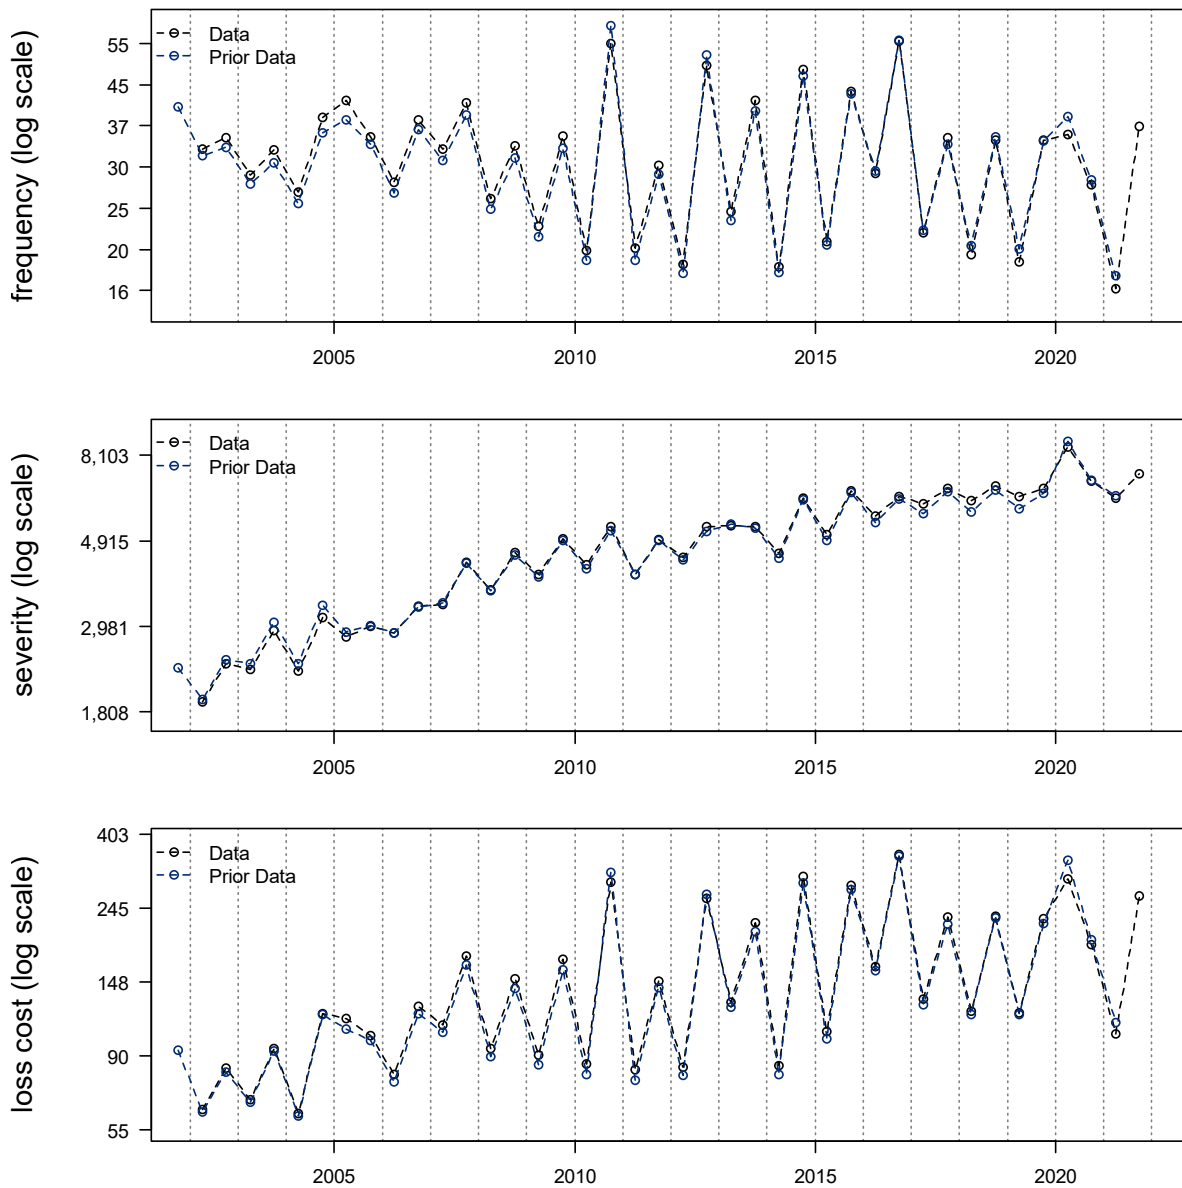 frequency (log scale)
Data
Prior Data
55
45
37
30
25
20
16
2005 2010 2015 2020
severity (log scale)
Data
Prior Data
8,103
4,915
2,981
1,808
2005 2010 2015 2020
loss cost (log scale)
Data
Prior Data
403
245
148
90
55
2005 2010 2015 2020